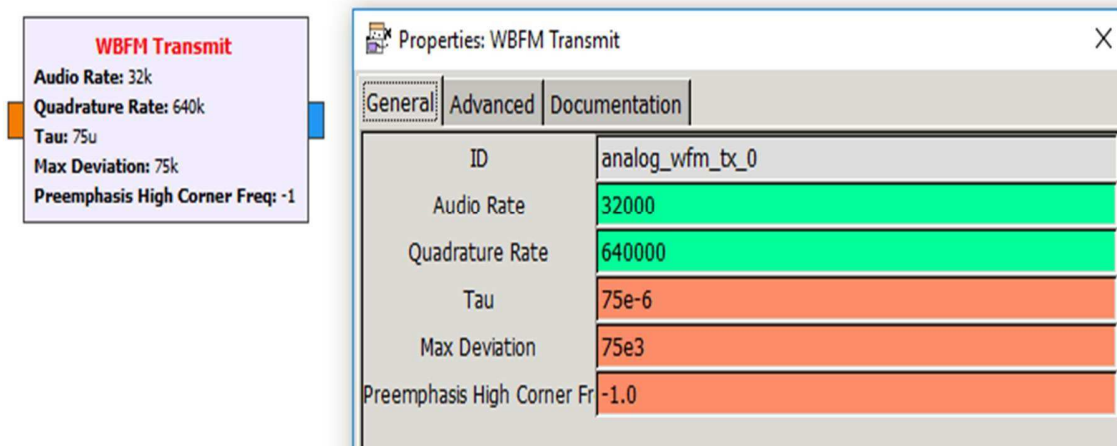 WBFM Transmit
Audio Rate: 32k
Quadrature Rate: 640k
Tau: 75u
Max Deviation: 75k
Preemphasis High Corner Freq: -1
Properties: WBFM Transmit
General Advanced Documentation
ID analog_wfm_tx_0
Audio Rate 32000
Quadrature Rate 640000
Tau 75e-6
Max Deviation 75e3
Preemphasis High Corner Fr -1.0